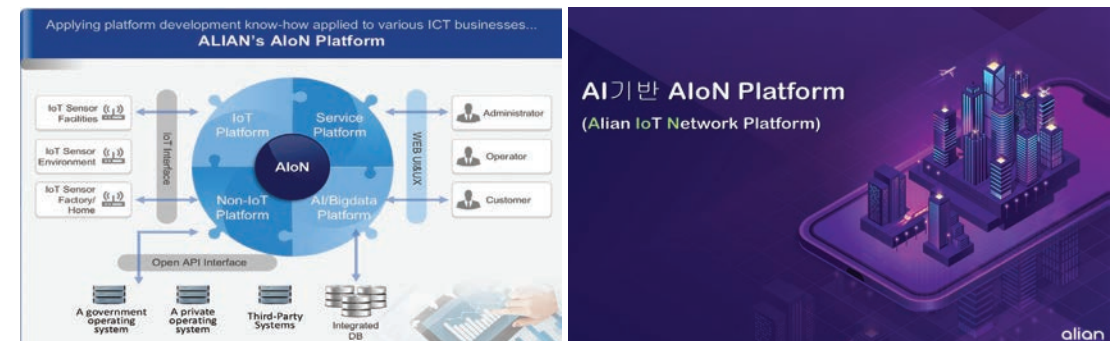 Applying platform development know-how applied to various ICT businesses...
ALIAN's AIoN Platform
IoT Sensor
Facilities
IoT Sensor
Environment
IoT Sensor
Factory/
Home
IoT Interface
IoT
Platform
Service
Platform
AIoN
Non-IoT
Platform
AI/Bigdata
Platform
WEB UI&UX
Administrator
Operator
Customer
Open API Interface
A government
operating
system
A private
operating
system
Third-Party
Systems
Integrated
DB
AI기반 AIoN Platform
(Alian IoT Network Platform)
alian